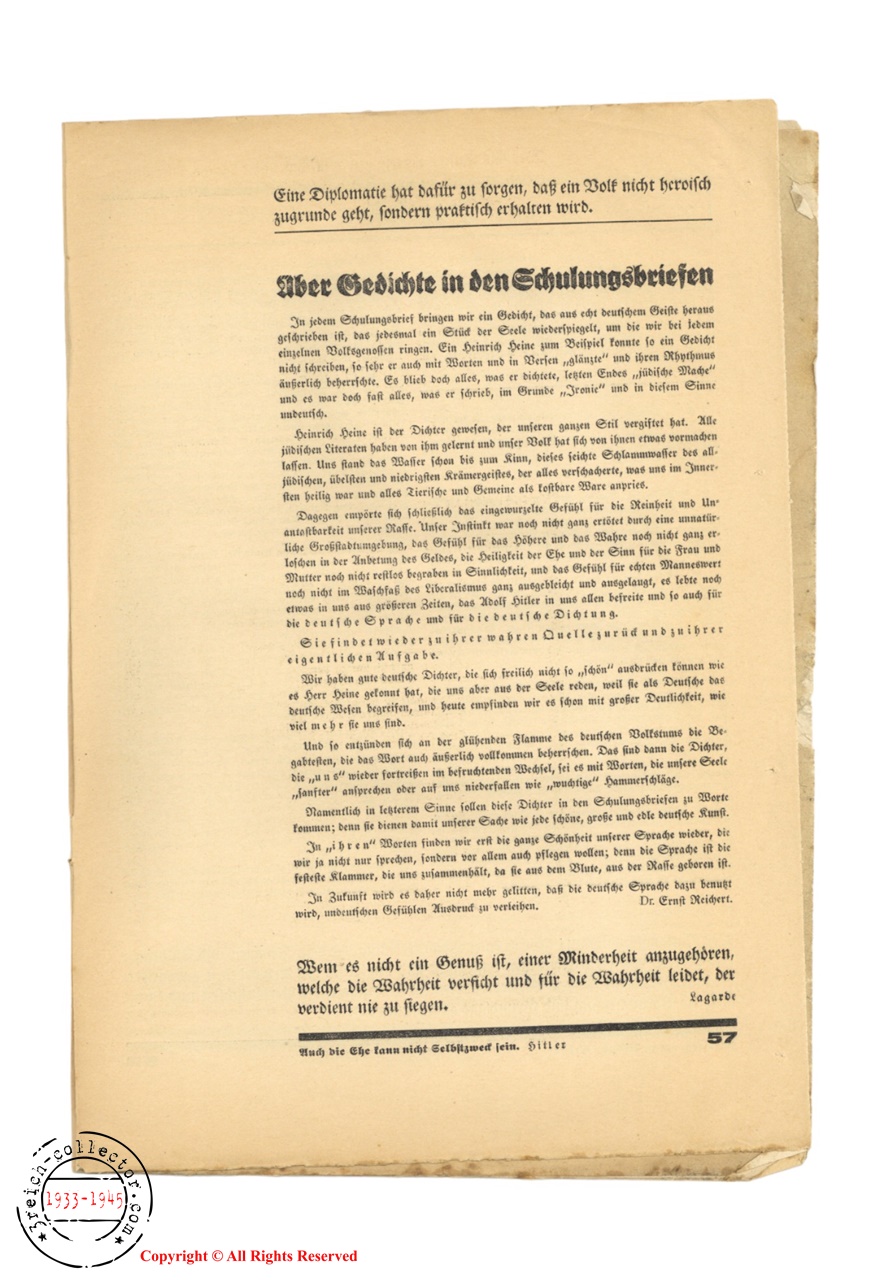 Eine Diplomatie hat dafür zu sorgen, daß ein Volk nicht heroisch
zugrunde geht, sondern praktisch erhalten wird.
Über Gedichte in den Schulungsbriefen
In jedem Schulungsbrief bringen wir ein Gedicht, das aus echt deutschem Geiste heraus
geschrieben ist, das jedesmal ein Stück der Seele wiederspiegelt, um die wir bei jedem
einzelnen Volksgenossen ringen. Ein Heinrich Heine zum Beispiel konnte so ein Gedicht
nicht schreiben, so sehr er auch mit Worten und in Versen „glänzte“ und ihren Rhythmus
äußerlich beherrschte. Es blieb doch alles, was er dichtete, letzten Endes „jüdische Mache“
und es war doch fast alles, was er schrieb, im Grunde „Ironie“ und in diesem Sinne
undeutsch.
Heinrich Heine ist der Dichter gewesen, der unseren ganzen Stil vergiftet hat. Alle
jüdischen Literaten haben von ihm gelernt und unser Volk hat sich von ihnen etwas vormachen
lassen. Uns stand das Wasser schon bis zum Kinn, dieses seichte Schlammwasser des all-
jüdischen, übelsten und niedrigsten Krämergeistes, der alles verschacherte, was uns im Inner-
sten heilig war und alles Tierische und Gemeine als kostbare Ware anpries.
Dagegen empörte sich schließlich das eingewurzelte Gefühl für die Reinheit und Un-
antastbarkeit unserer Rasse. Unser Instinkt war noch nicht ganz ertötet durch eine unnatür-
liche Großstadtumgebung, das Gefühl für das Höhere und das Wahre noch nicht ganz er-
loschen in der Anbetung des Geldes, die Heiligkeit der Ehe und der Sinn für die Frau und
Mutter noch nicht restlos begraben in Sinnlichkeit, und das Gefühl für echten Manneswert
noch nicht im Waschfaß des Liberalismus ganz ausgebleicht und ausgelaugt, es lebte noch
etwas in uns aus größeren Zeiten, das Adolf Hitler in uns allen befreite und so auch für
die deutsche Sprache und für die deutsche Dichtung.
Sie findet wieder zu ihrer wahren Quelle zurück und zu ihrer
eigentlichen Aufgabe.
Wir haben gute deutsche Dichter, die sich freilich nicht so „schön“ ausdrücken können wie
es Herr Heine gekonnt hat, die uns aber aus der Seele reden, weil sie als Deutsche das
deutsche Wesen begreifen, und heute empfinden wir es schon mit großer Deutlichkeit, wie
viel mehr sie uns sind.
Und so entzünden sich an der glühenden Flamme des deutschen Volkstums die Be-
gabtesten, die das Wort auch äußerlich vollkommen beherrschen. Das sind dann die Dichter,
die „uns“ wieder fortreißen im befruchtenden Wechsel, sei es mit Worten, die unsere Seele
„sanfter“ ansprechen oder auf uns niederfallen wie „wuchtige“ Hammerschläge.
Namentlich in letzterem Sinne sollen diese Dichter in den Schulungsbriefen zu Worte
kommen; denn sie dienen damit unserer Sache wie jede schöne, große und edle deutsche Kunst.
In „ihren“ Worten finden wir erst die ganze Schönheit unserer Sprache wieder, die
wir ja nicht nur sprechen, sondern vor allem auch pflegen wollen; denn die Sprache ist die
festeste Klammer, die uns zusammenhält, da sie aus dem Blute, aus der Rasse geboren ist.
In Zukunft wird es daher nicht mehr gelitten, daß die deutsche Sprache dazu benutzt
wird, undeutschen Gefühlen Ausdruck zu verleihen. Dr. Ernst Reichert.
Wem es nicht ein Genuß ist, einer Minderheit anzugehören,
welche die Wahrheit verficht und für die Wahrheit leidet, der
verdient nie zu siegen. Lagarde
Auch die Ehe kann nicht Selbstzweck sein. Hitler 57
3reich-collector.com
1933-1945
Copyright © All Rights Reserved